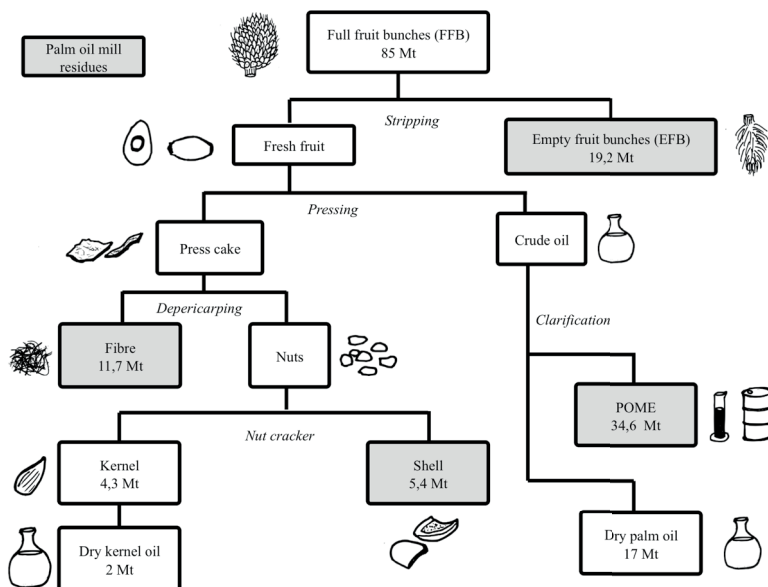 Palm oil mill
residues
Full fruit bunches (FFB)
85 Mt
Stripping
Fresh fruit
Empty fruit bunches (EFB)
19,2 Mt
Pressing
Press cake
Crude oil
Depericarping
Clarification
Fibre
11,7 Mt
Nuts
POME
34,6 Mt
Nut cracker
Kernel
4,3 Mt
Shell
5,4 Mt
Dry kernel oil
2 Mt
Dry palm oil
17 Mt